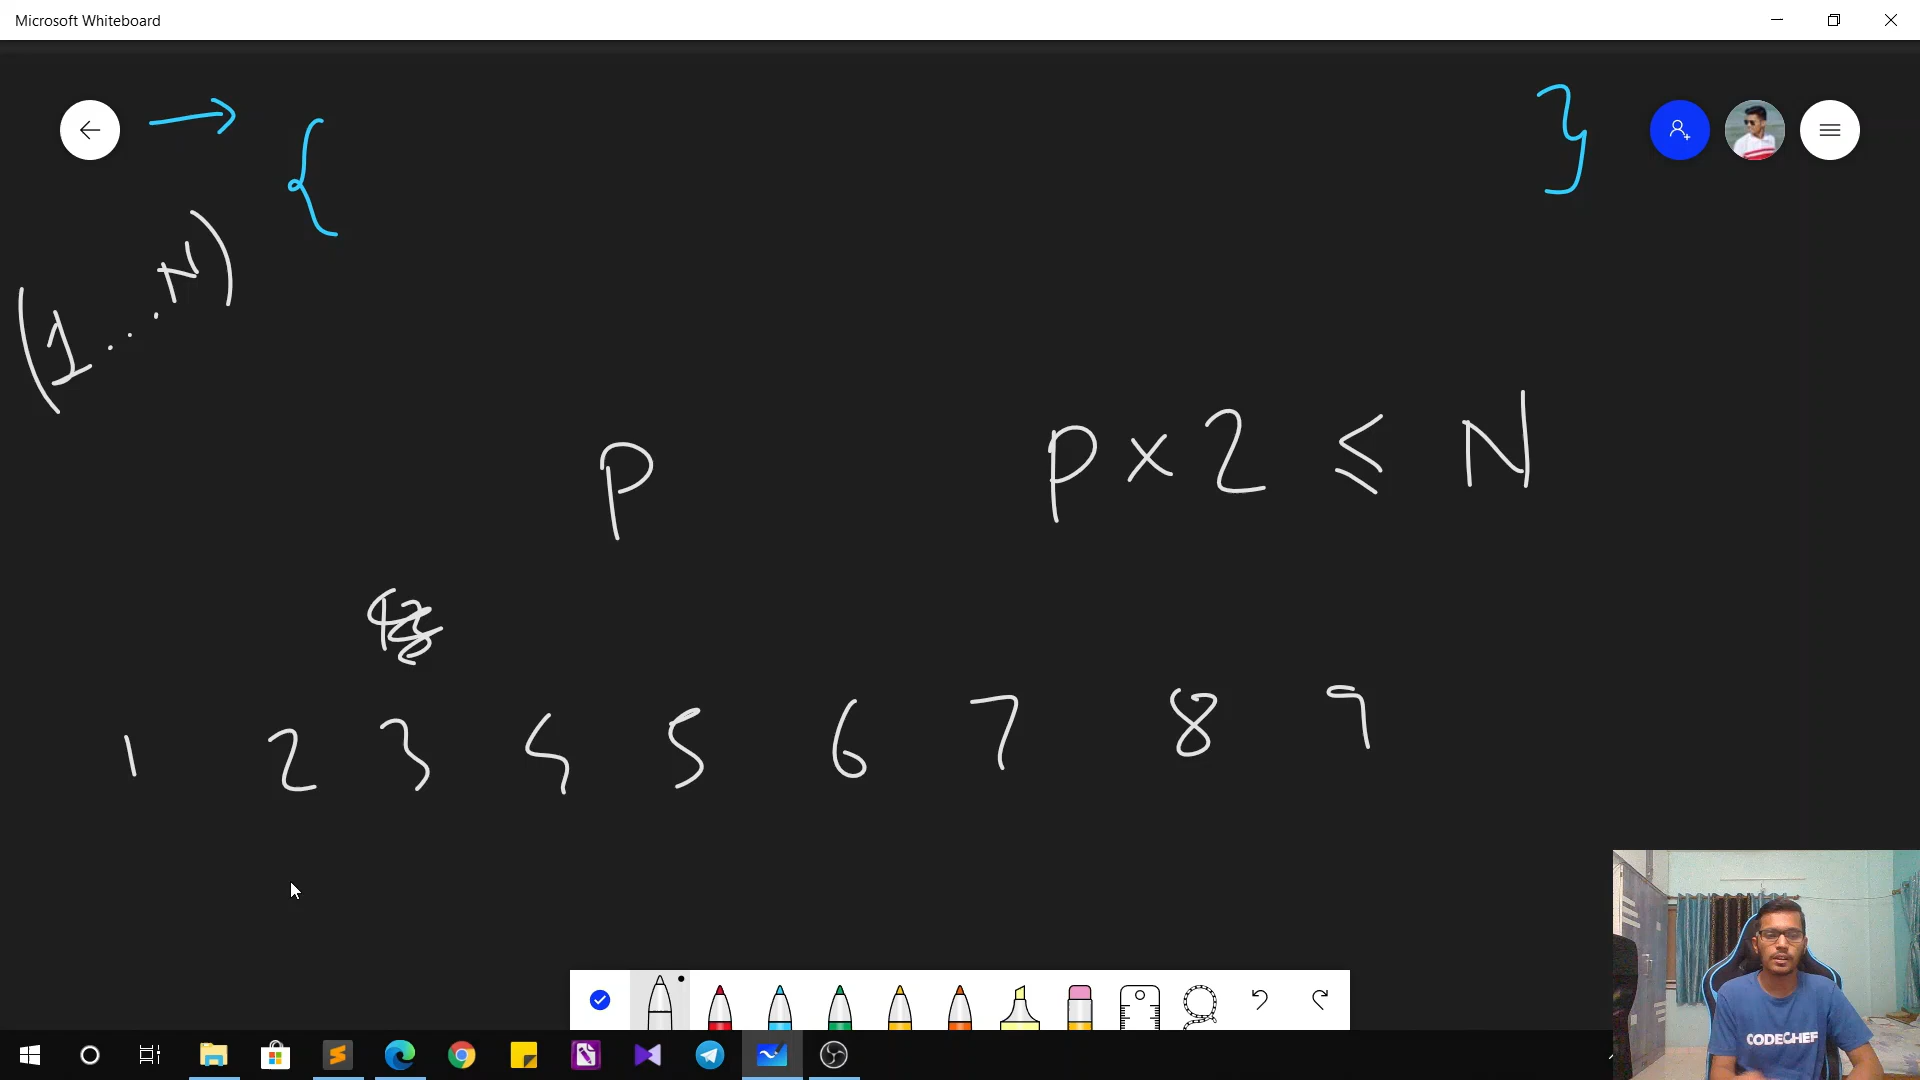 Microsoft Whiteboard
→ { }
(1...N)
P P × 2 ≤ N
1 2 3 4 5 6 7 8 9
CODECHEF